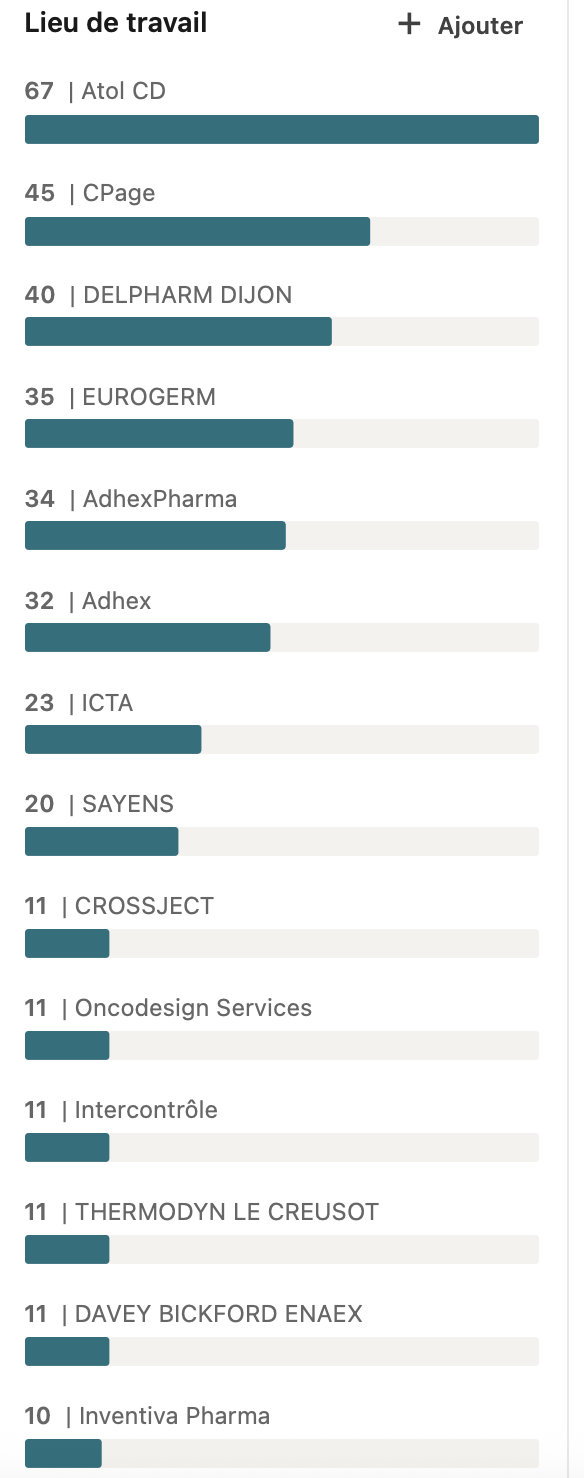 Lieu de travail + Ajouter
67 | Atol CD
45 | CPage
40 | DELPHARM DIJON
35 | EUROGERM
34 | AdhexPharma
32 | Adhex
23 | ICTA
20 | SAYENS
11 | CROSSJECT
11 | Oncodesign Services
11 | Intercontrôle
11 | THERMODYN LE CREUSOT
11 | DAVEY BICKFORD ENAEX
10 | Inventiva Pharma